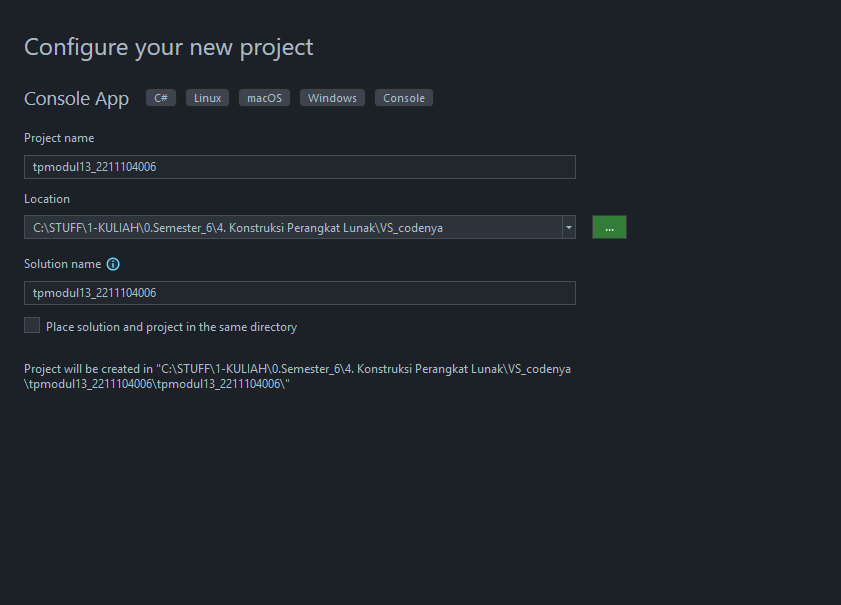 Configure your new project
Console App C# Linux macOS Windows Console
Project name
tpmodul13_2211104006
Location
C:\STUFF\1-KULIAH\0.Semester_6\4. Konstruksi Perangkat Lunak\VS_codenya
...
Solution name
tpmodul13_2211104006
Place solution and project in the same directory
Project will be created in "C:\STUFF\1-KULIAH\0.Semester_6\4. Konstruksi Perangkat Lunak\VS_codenya
\tpmodul13_2211104006\tpmodul13_2211104006\"